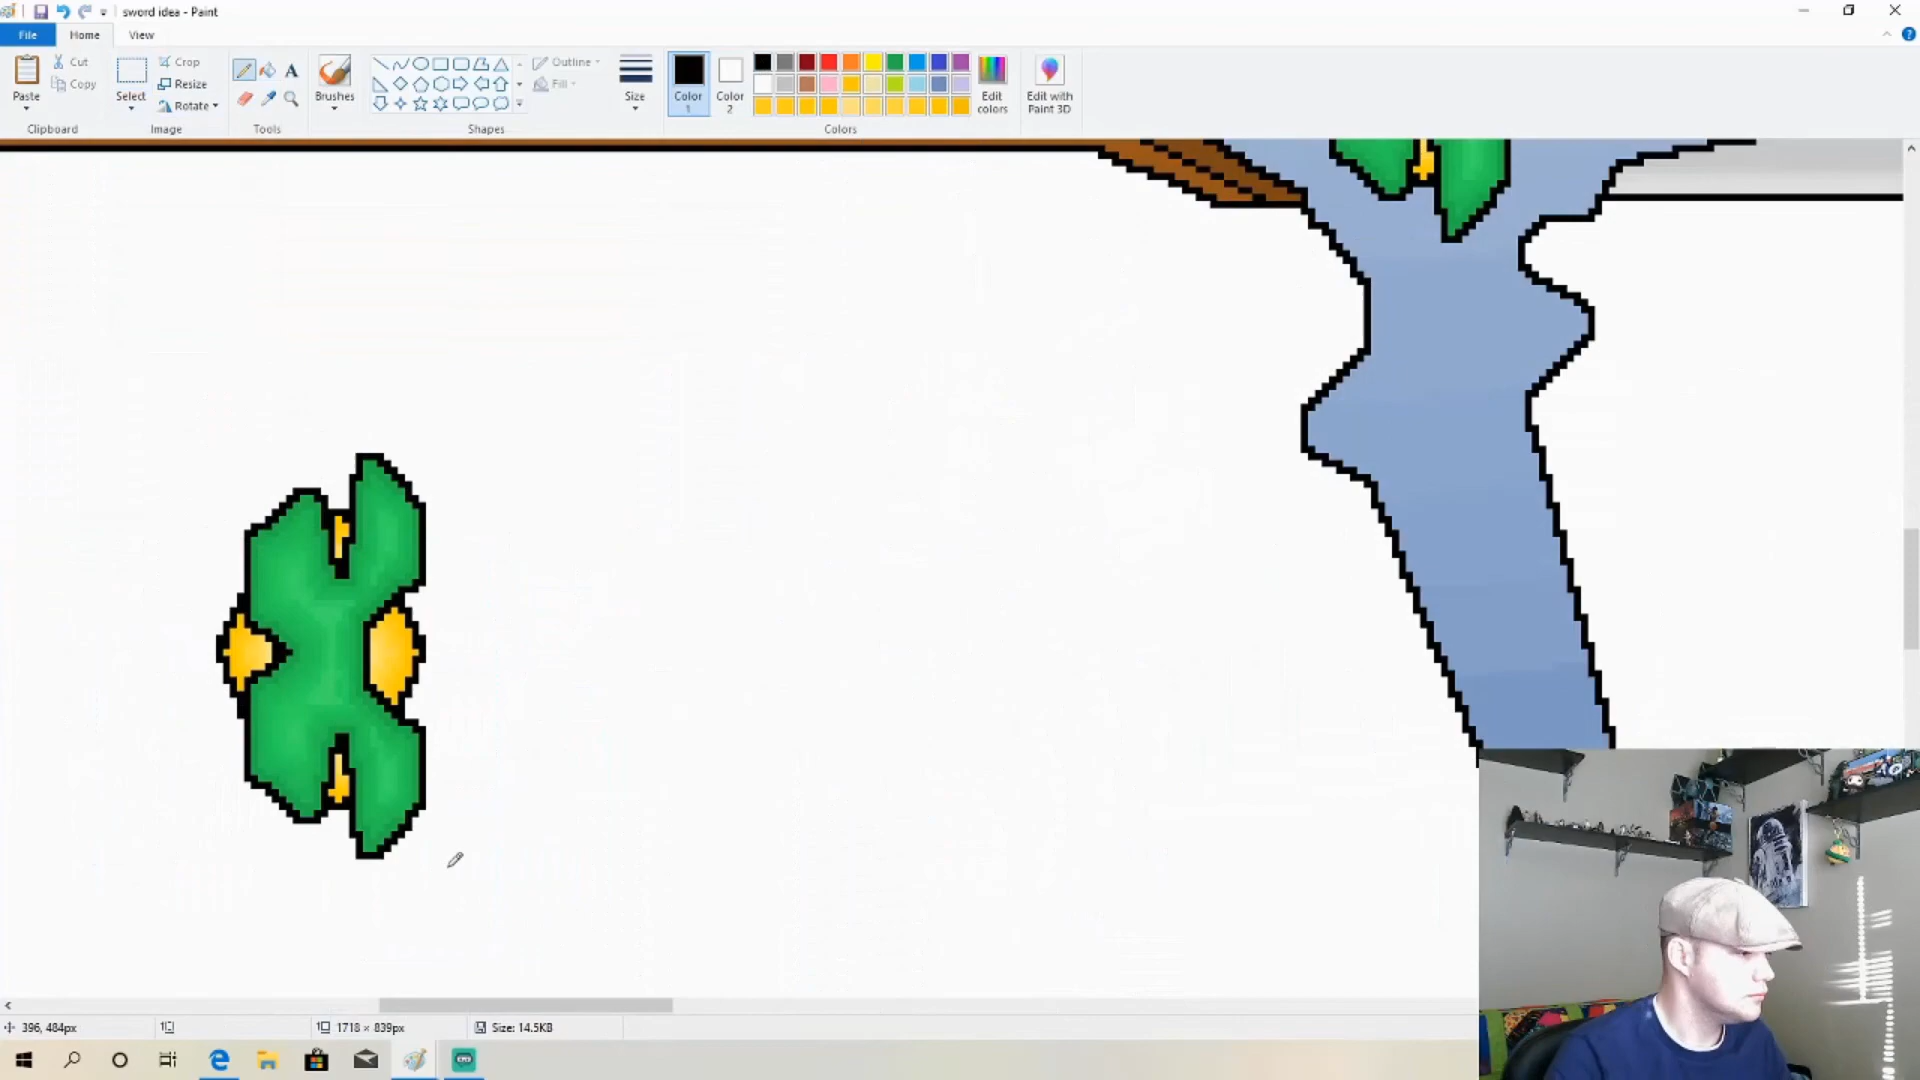 sword idea - Paint
File Home View
Paste Cut Copy
Clipboard
Select Crop Resize Rotate
Image
A
Tools
Brushes
Shapes
Outline Fill
Size
Color 1
Color 2
Edit colors
Colors
Edit with Paint 3D
396, 484px
1718 × 839px
Size: 14.5KB